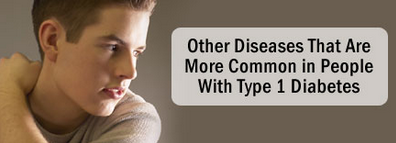 Other Diseases That Are
More Common in People
With Type 1 Diabetes